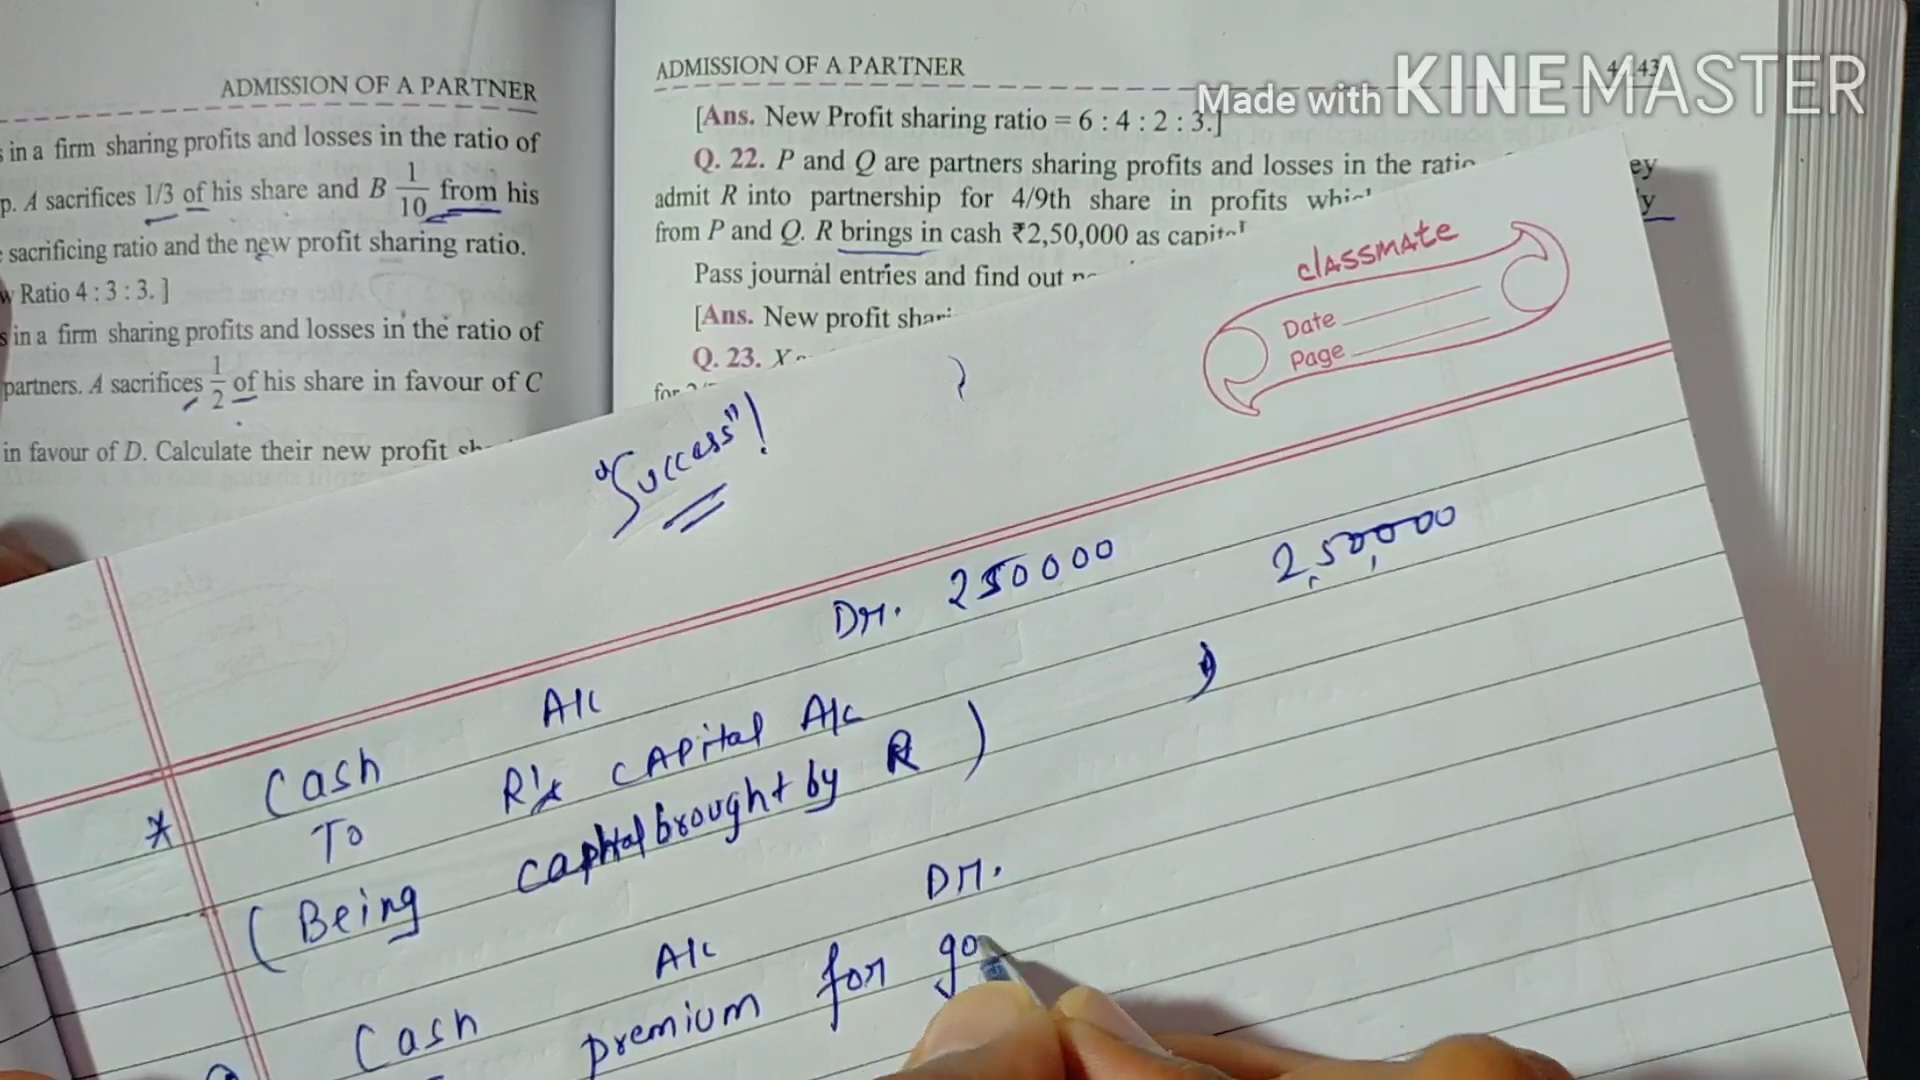 ADMISSION OF A PARTNER
in a firm sharing profits and losses in the ratio of
p. A sacrifices 1/3 of his share and B 1/10 from his
sacrificing ratio and the new profit sharing ratio.
w Ratio 4 : 3 : 3. ]
s in a firm sharing profits and losses in the ratio of
partners. A sacrifices 1/2 of his share in favour of C
in favour of D. Calculate their new profit sh
ADMISSION OF A PARTNER
Made with KINEMASTER
[Ans. New Profit sharing ratio = 6 : 4 : 2 : 3.]
Q. 22. P and Q are partners sharing profits and losses in the ratio ey
admit R into partnership for 4/9th share in profits y
from P and Q. R brings in cash ₹2,50,000 as capital
Pass journal entries and find out
[Ans. New profit
Q. 23. X
for
classmate
Date
Page
"Success"!
Cash A/c Dr. 250000
To R's capital A/c 2,50,000
(Being capital brought by R)
Cash A/c Dr.
premium for go